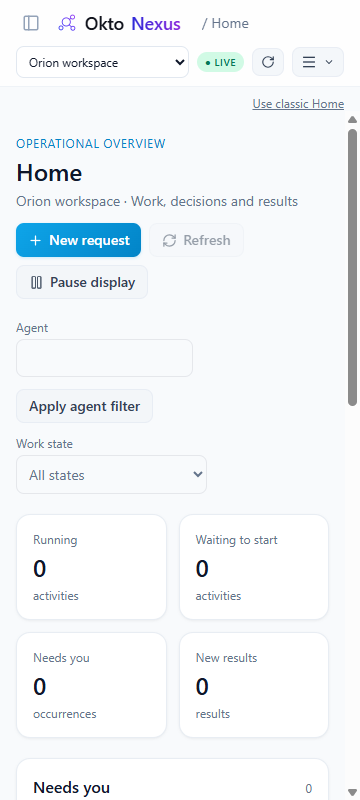 Okto Nexus / Home
Orion workspace LIVE
Use classic Home
OPERATIONAL OVERVIEW
Home
Orion workspace · Work, decisions and results
New request Refresh
Pause display
Agent
Apply agent filter
Work state
All states
Running Waiting to start
0 0
activities activities
Needs you New results
0 0
occurrences results
Needs you 0